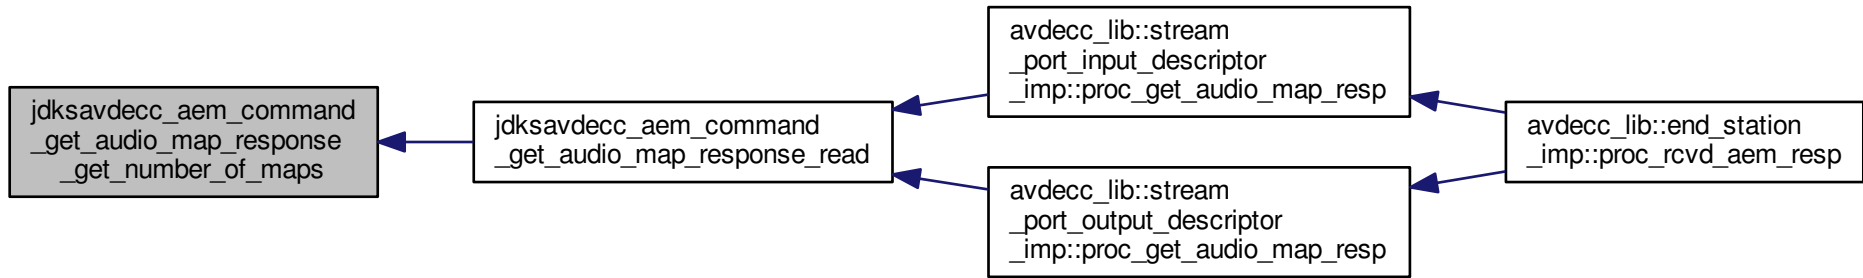 jdksavdecc_aem_command
_get_audio_map_response
_get_number_of_maps
jdksavdecc_aem_command
_get_audio_map_response_read
avdecc_lib::stream
_port_input_descriptor
_imp::proc_get_audio_map_resp
avdecc_lib::stream
_port_output_descriptor
_imp::proc_get_audio_map_resp
avdecc_lib::end_station
_imp::proc_rcvd_aem_resp